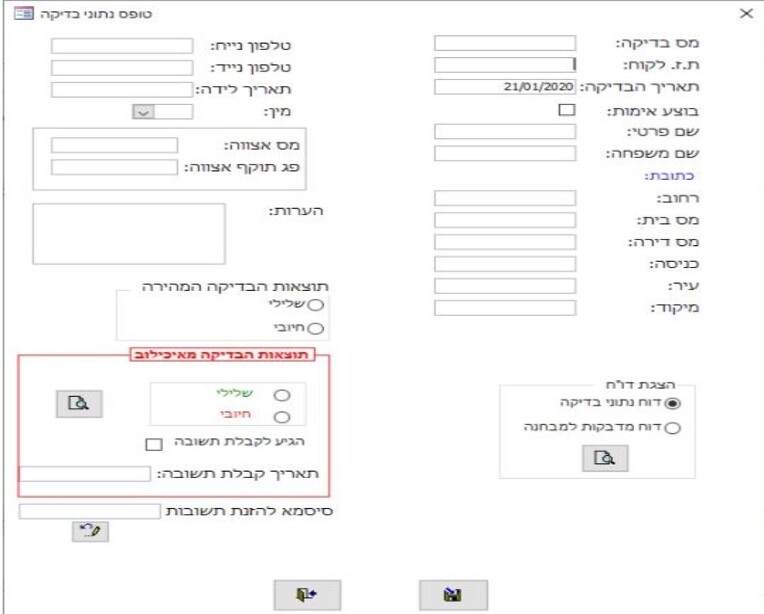 טופס נתוני בדיקה
מס בדיקה:
ת.ז. לקוח:
תאריך הבדיקה: 21/01/2020
בוצע אימות:
שם פרטי:
שם משפחה:
כתובת:
רחוב:
מס בית:
מס דירה:
כניסה:
עיר:
מיקוד:
טלפון נייח:
טלפון נייד:
תאריך לידה:
מין:
מס אצווה:
פג תוקף אצווה:
הערות:
תוצאות הבדיקה המהירה
שלילי
חיובי
תוצאות הבדיקה מאיכילוב
שלילי
חיובי
הגיע לקבלת תשובה
תאריך קבלת תשובה:
סיסמא להזנת תשובות
הצגת דו"ח
דוח נתוני בדיקה
דוח מדבקות למבחנה